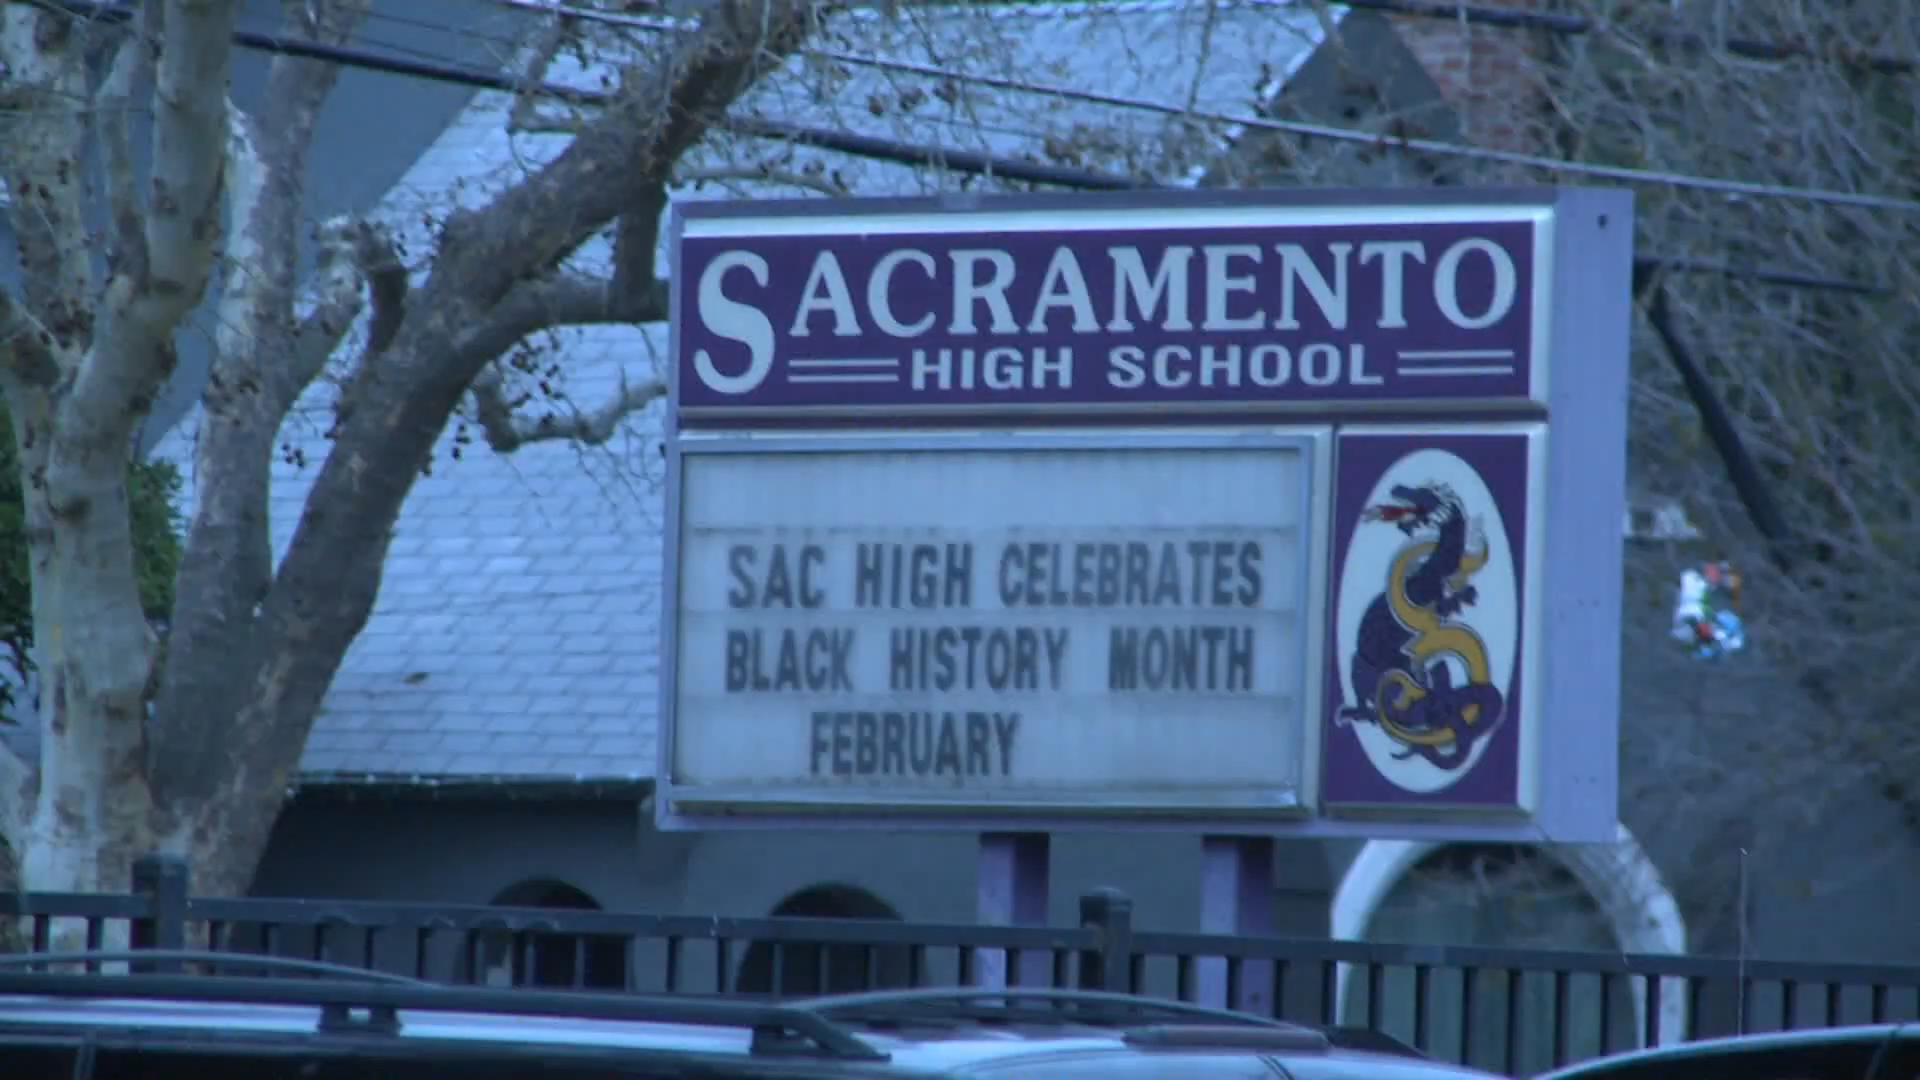 SACRAMENTO
HIGH SCHOOL
SAC HIGH CELEBRATES
BLACK HISTORY MONTH
FEBRUARY